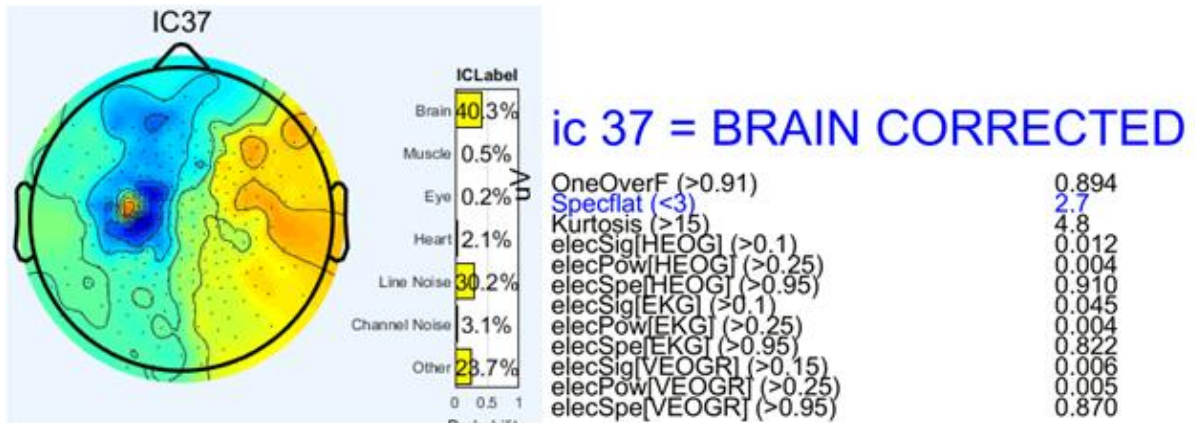 IC37
ICLabel
Brain 40.3%
Muscle 0.5%
Eye 0.2%
Heart 2.1%
Line Noise 30.2%
Channel Noise 3.1%
Other 23.7%
0 0.5 1
uV
ic 37 = BRAIN CORRECTED
OneOverF (>0.91) 0.894
Specflat (<3) 2.7
Kurtosis (>15) 4.8
elecSig[HEOG] (>0.1) 0.012
elecPow[HEOG] (>0.25) 0.004
elecSpe[HEOG] (>0.95) 0.910
elecSig[EKG] (>0.1) 0.045
elecPow[EKG] (>0.25) 0.004
elecSpe[EKG] (>0.95) 0.822
elecSig[VEOGR] (>0.15) 0.006
elecPow[VEOGR] (>0.25) 0.005
elecSpe[VEOGR] (>0.95) 0.870